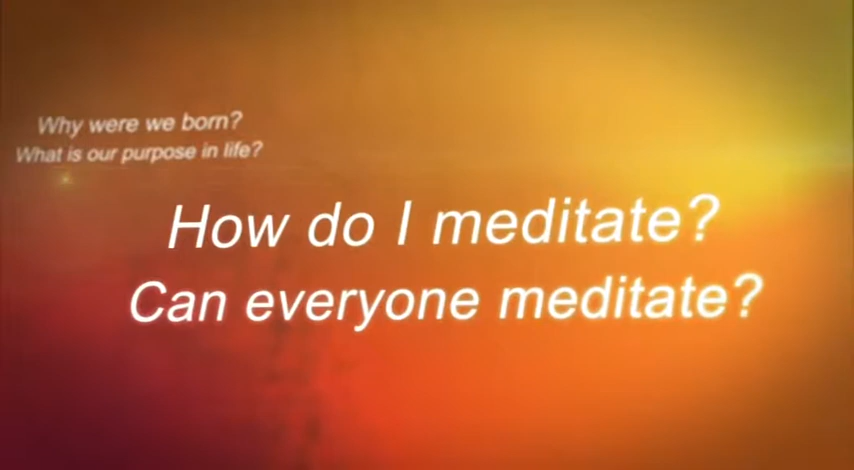 Why were we born?
What is our purpose in life?
How do I meditate?
Can everyone meditate?